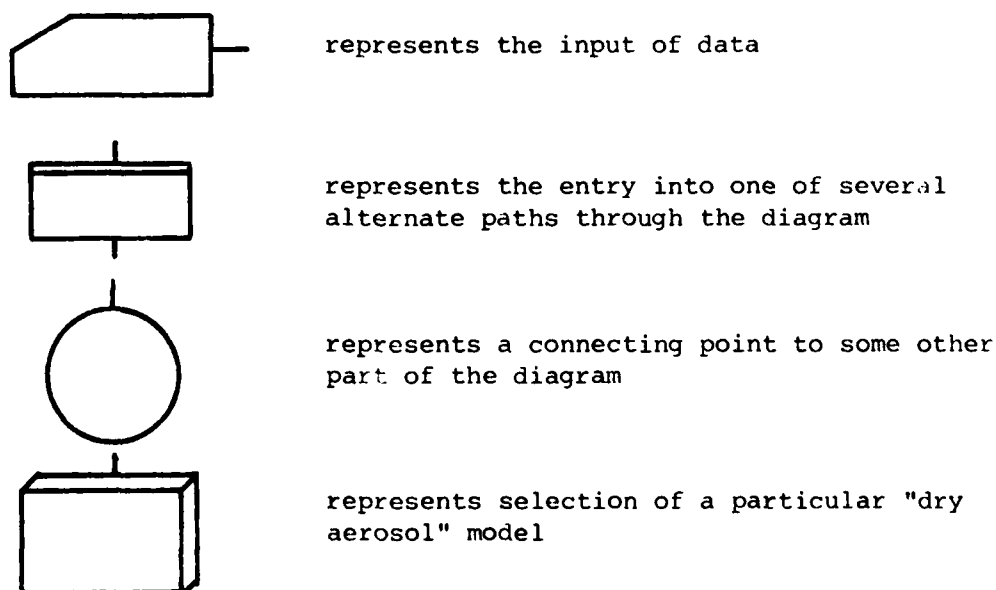 represents the input of data
represents the entry into one of several
alternate paths through the diagram
represents a connecting point to some other
part of the diagram
represents selection of a particular "dry
aerosol" model